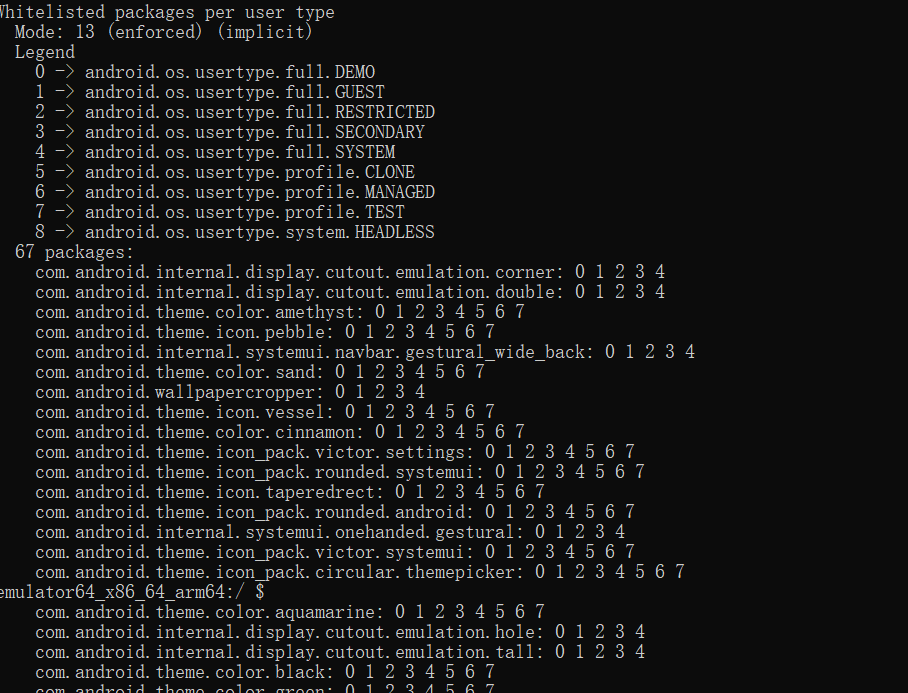 Whitelisted packages per user type
Mode: 13 (enforced) (implicit)
Legend
0 -> android.os.usertype.full.DEMO
1 -> android.os.usertype.full.GUEST
2 -> android.os.usertype.full.RESTRICTED
3 -> android.os.usertype.full.SECONDARY
4 -> android.os.usertype.full.SYSTEM
5 -> android.os.usertype.profile.CLONE
6 -> android.os.usertype.profile.MANAGED
7 -> android.os.usertype.profile.TEST
8 -> android.os.usertype.system.HEADLESS
67 packages:
com.android.internal.display.cutout.emulation.corner: 0 1 2 3 4
com.android.internal.display.cutout.emulation.double: 0 1 2 3 4
com.android.theme.color.amethyst: 0 1 2 3 4 5 6 7
com.android.theme.icon.pebble: 0 1 2 3 4 5 6 7
com.android.internal.systemui.navbar.gestural_wide_back: 0 1 2 3 4
com.android.theme.color.sand: 0 1 2 3 4 5 6 7
com.android.wallpapercropper: 0 1 2 3 4
com.android.theme.icon.vessel: 0 1 2 3 4 5 6 7
com.android.theme.color.cinnamon: 0 1 2 3 4 5 6 7
com.android.theme.icon_pack.victor.settings: 0 1 2 3 4 5 6 7
com.android.theme.icon_pack.rounded.systemui: 0 1 2 3 4 5 6 7
com.android.theme.icon.taperedrect: 0 1 2 3 4 5 6 7
com.android.theme.icon_pack.rounded.android: 0 1 2 3 4 5 6 7
com.android.internal.systemui.onehanded.gestural: 0 1 2 3 4
com.android.theme.icon_pack.victor.systemui: 0 1 2 3 4 5 6 7
com.android.theme.icon_pack.circular.themepicker: 0 1 2 3 4 5 6 7
emulator64_x86_64_arm64:/ $
com.android.theme.color.aquamarine: 0 1 2 3 4 5 6 7
com.android.internal.display.cutout.emulation.hole: 0 1 2 3 4
com.android.internal.display.cutout.emulation.tall: 0 1 2 3 4
com.android.theme.color.black: 0 1 2 3 4 5 6 7
com.android.theme.color.green: 0 1 2 3 4 5 6 7